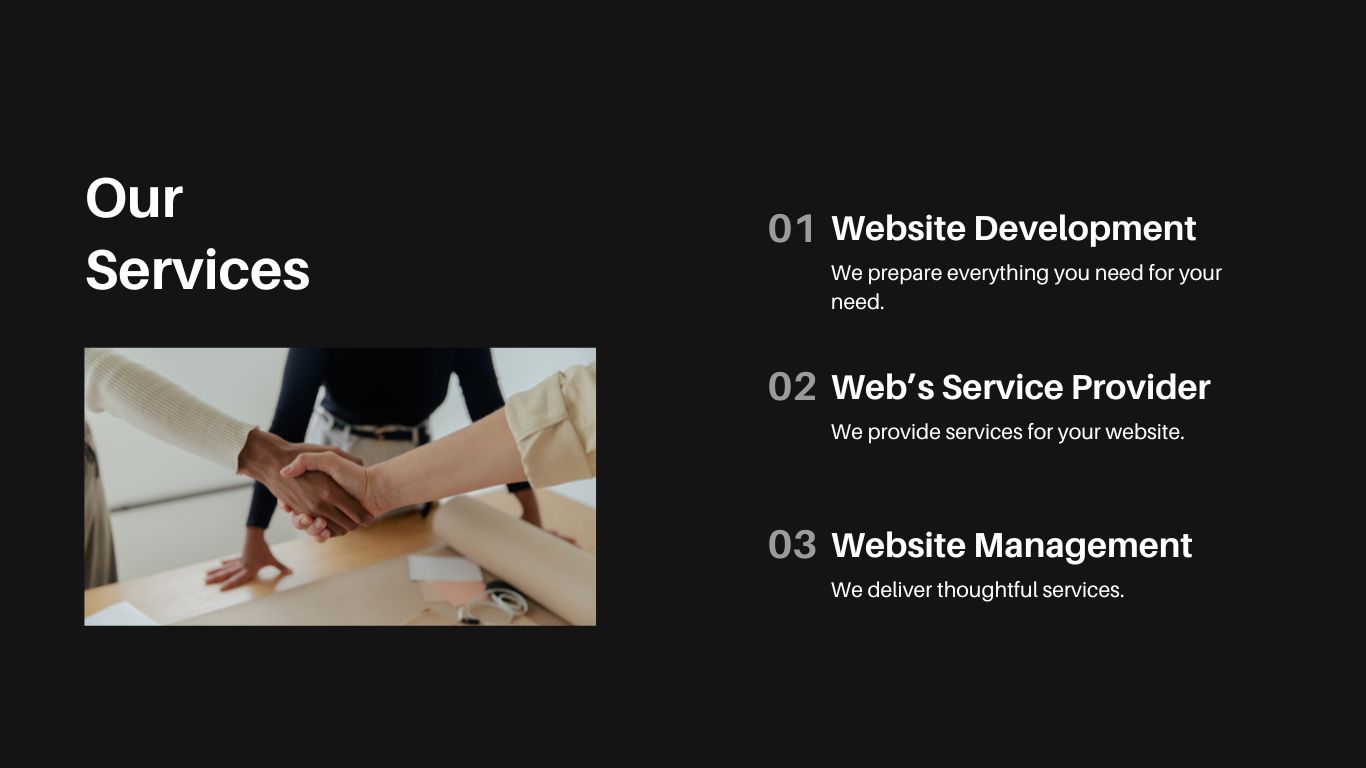 Our
Services
01 Website Development
We prepare everything you need for your
need.
02 Web’s Service Provider
We provide services for your website.
03 Website Management
We deliver thoughtful services.